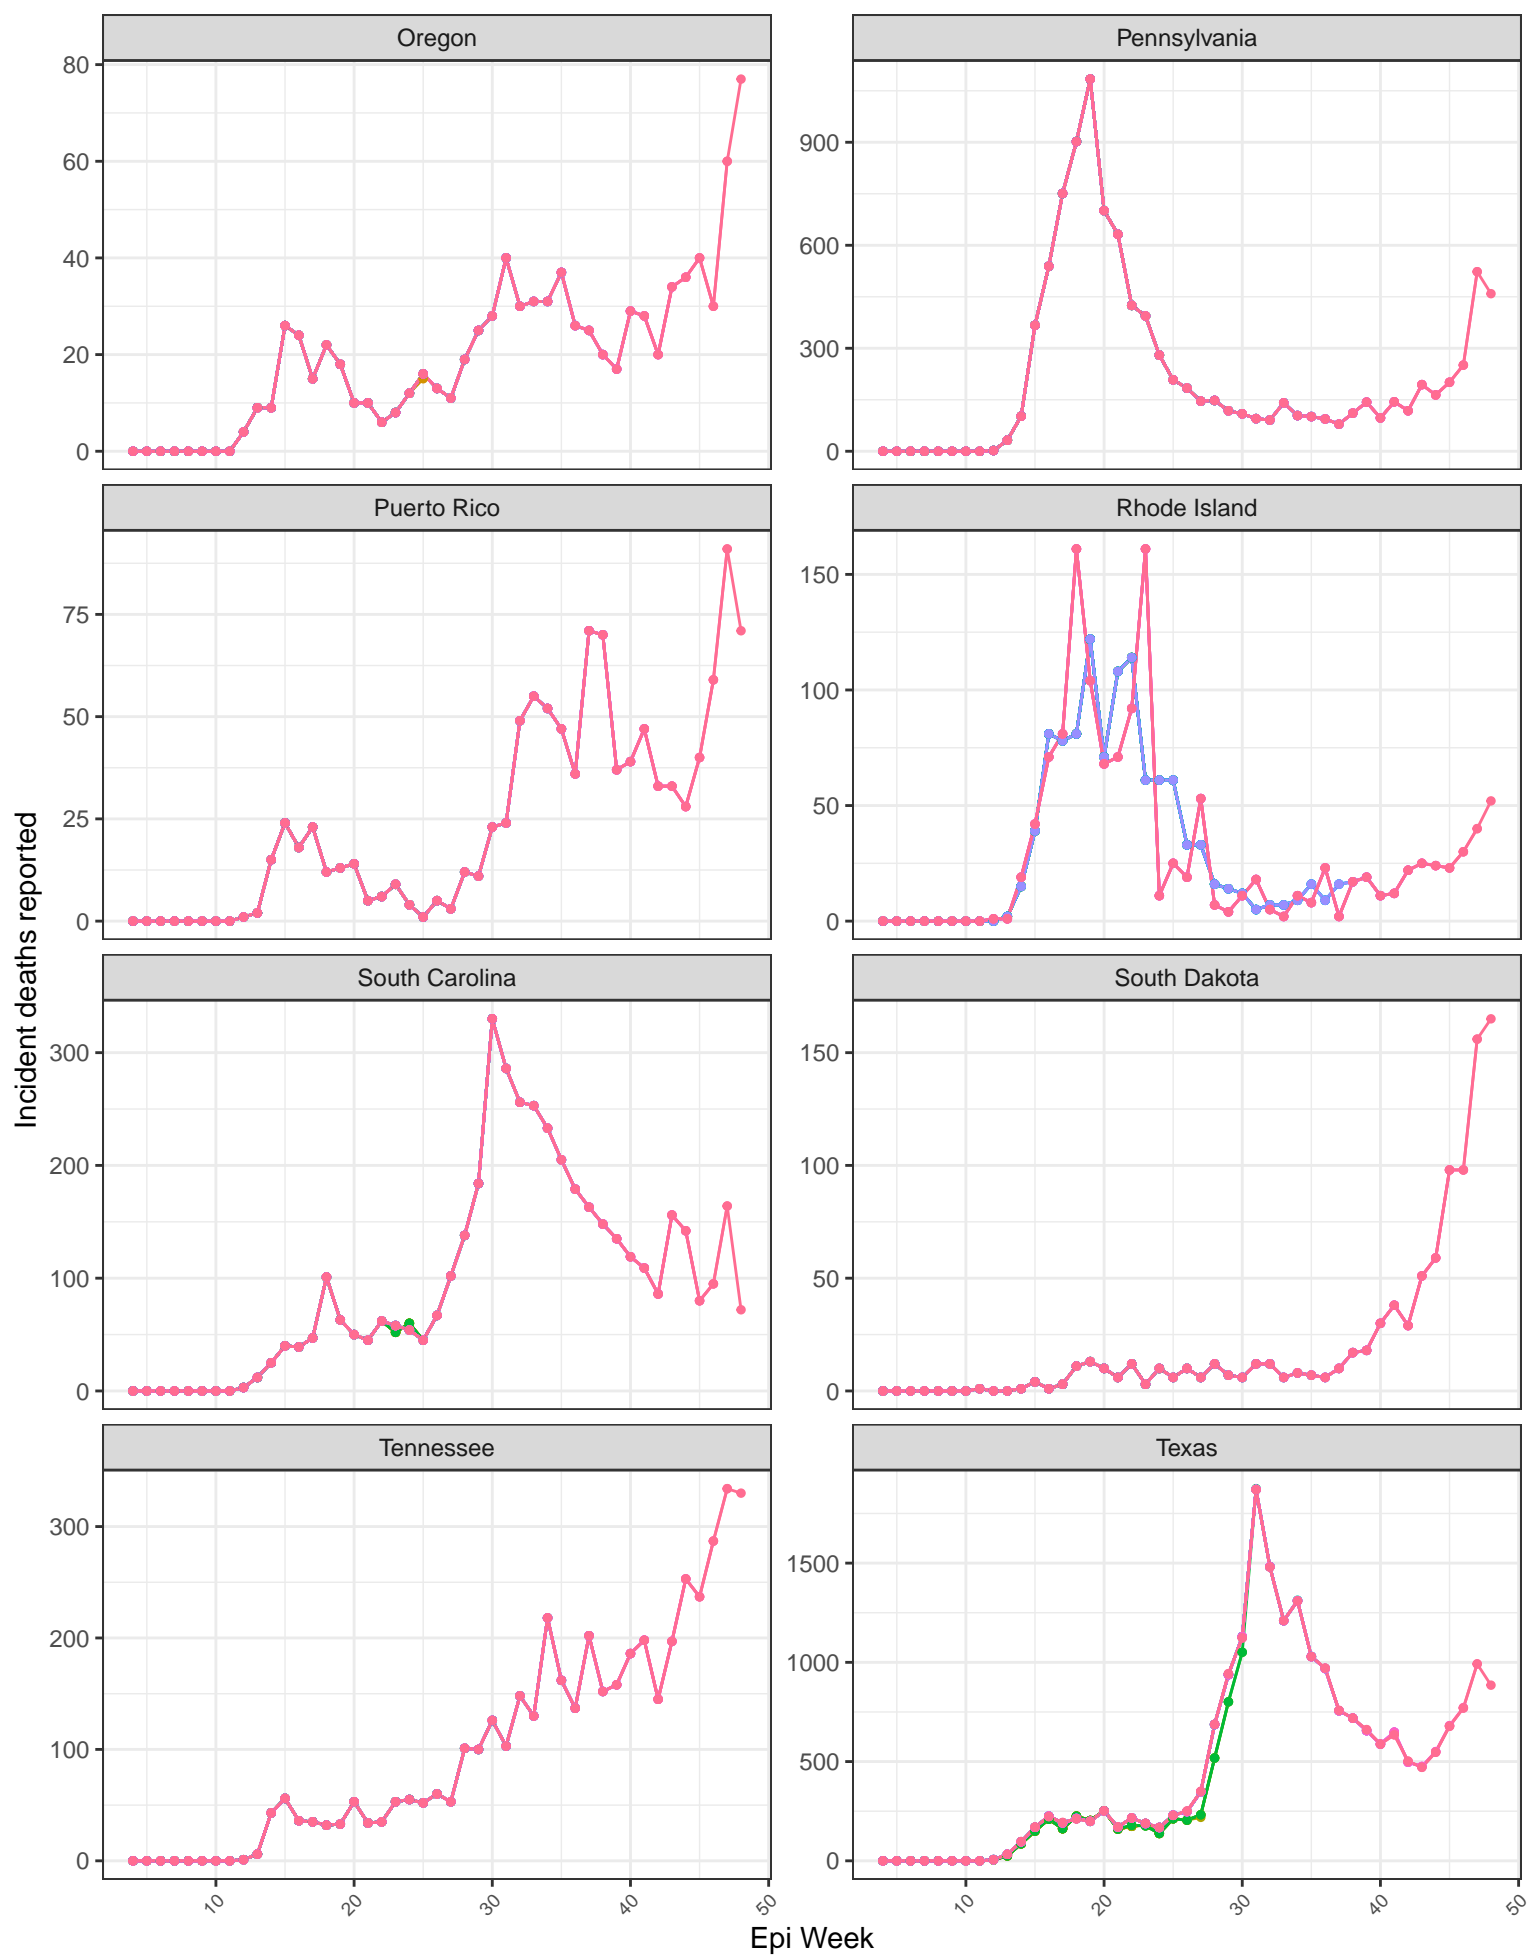 Oregon
Pennsylvania
80
60
40
20
0
900
600
300
0
Puerto Rico
Rhode Island
75
50
25
0
150
100
50
0
South Carolina
South Dakota
300
200
100
0
150
100
50
0
Tennessee
Texas
300
200
100
0
1500
1000
500
0
10 20 30 40 50
10 20 30 40 50
Epi Week
Incident deaths reported